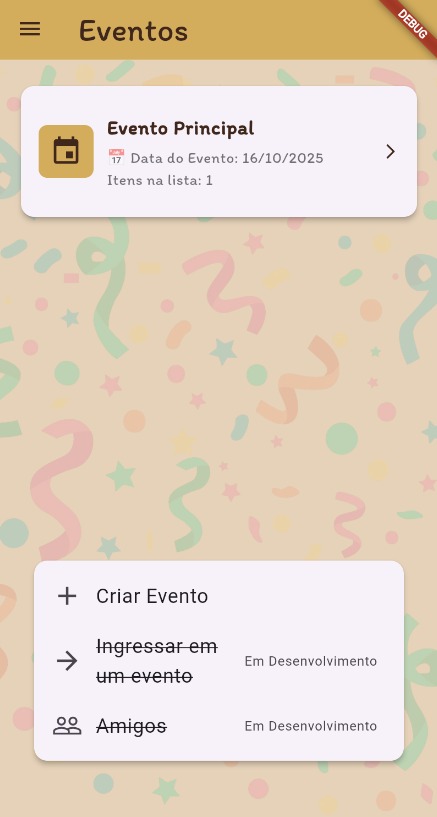 Eventos
DEBUG
Evento Principal
📅 Data do Evento: 16/10/2025
Itens na lista: 1
Criar Evento
Ingressar em
um evento
Em Desenvolvimento
Amigos
Em Desenvolvimento